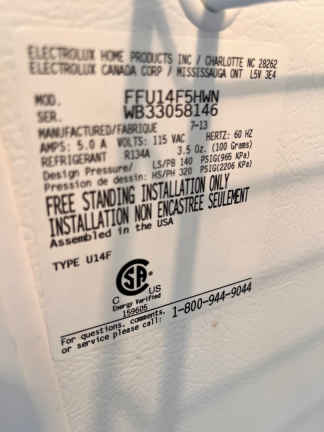 ELECTROLUX HOME PRODUCTS INC / CHARLOTTE NC 28262
ELECTROLUX CANADA CORP / MISSISSAUGA ONT L5V 3E4
MOD. FFU14F5HWN
SER. WB33058146
MANUFACTURED/FABRIQUE 7-13
AMPS: 5.0 A VOLTS: 115 VAC HERTZ: 60 HZ
REFRIGERANT R134A 3.5 Oz. (100 Grams)
Design Pressure/ LS/PB 140 PSIG(965 KPa)
Pression de dessin: HS/PH 320 PSIG(2206 KPa)
FREE STANDING INSTALLATION ONLY
INSTALLATION NON ENCASTREE SEULEMENT
Assembled in the USA
TYPE U14F
CSA
C US
Energy Verified
159605
For questions, comments,
or service please call: 1-800-944-9044